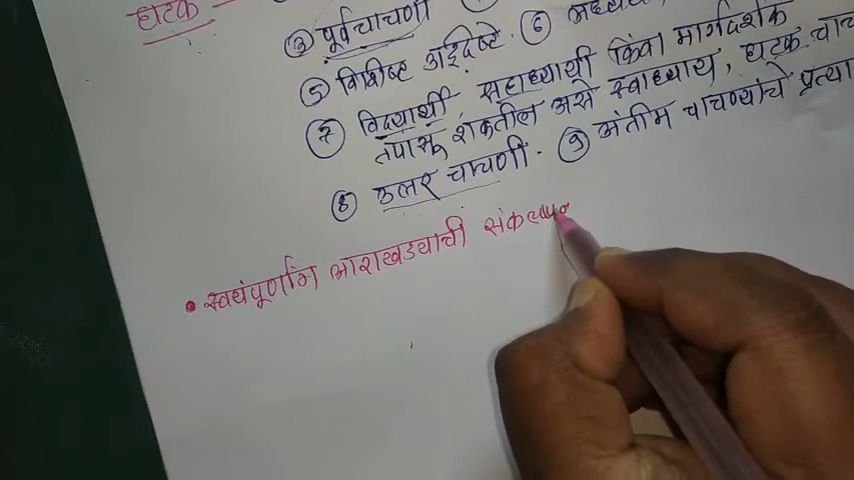 घटक
③ पूर्वचाचणी
⑤ विशिष्ट उद्दिष्टे. ⑥
⑦ विद्यार्थी सहाध्यायी किंवा मार्गदर्शक
तपासू शकतील असे स्वाध्याय, घटक चाच
⑧ उत्तर चाचणी. ⑨ अंतीम चाचण्यांचे प्रत्या
• स्वयंपूर्णांग आराखड्याची संकल्पन